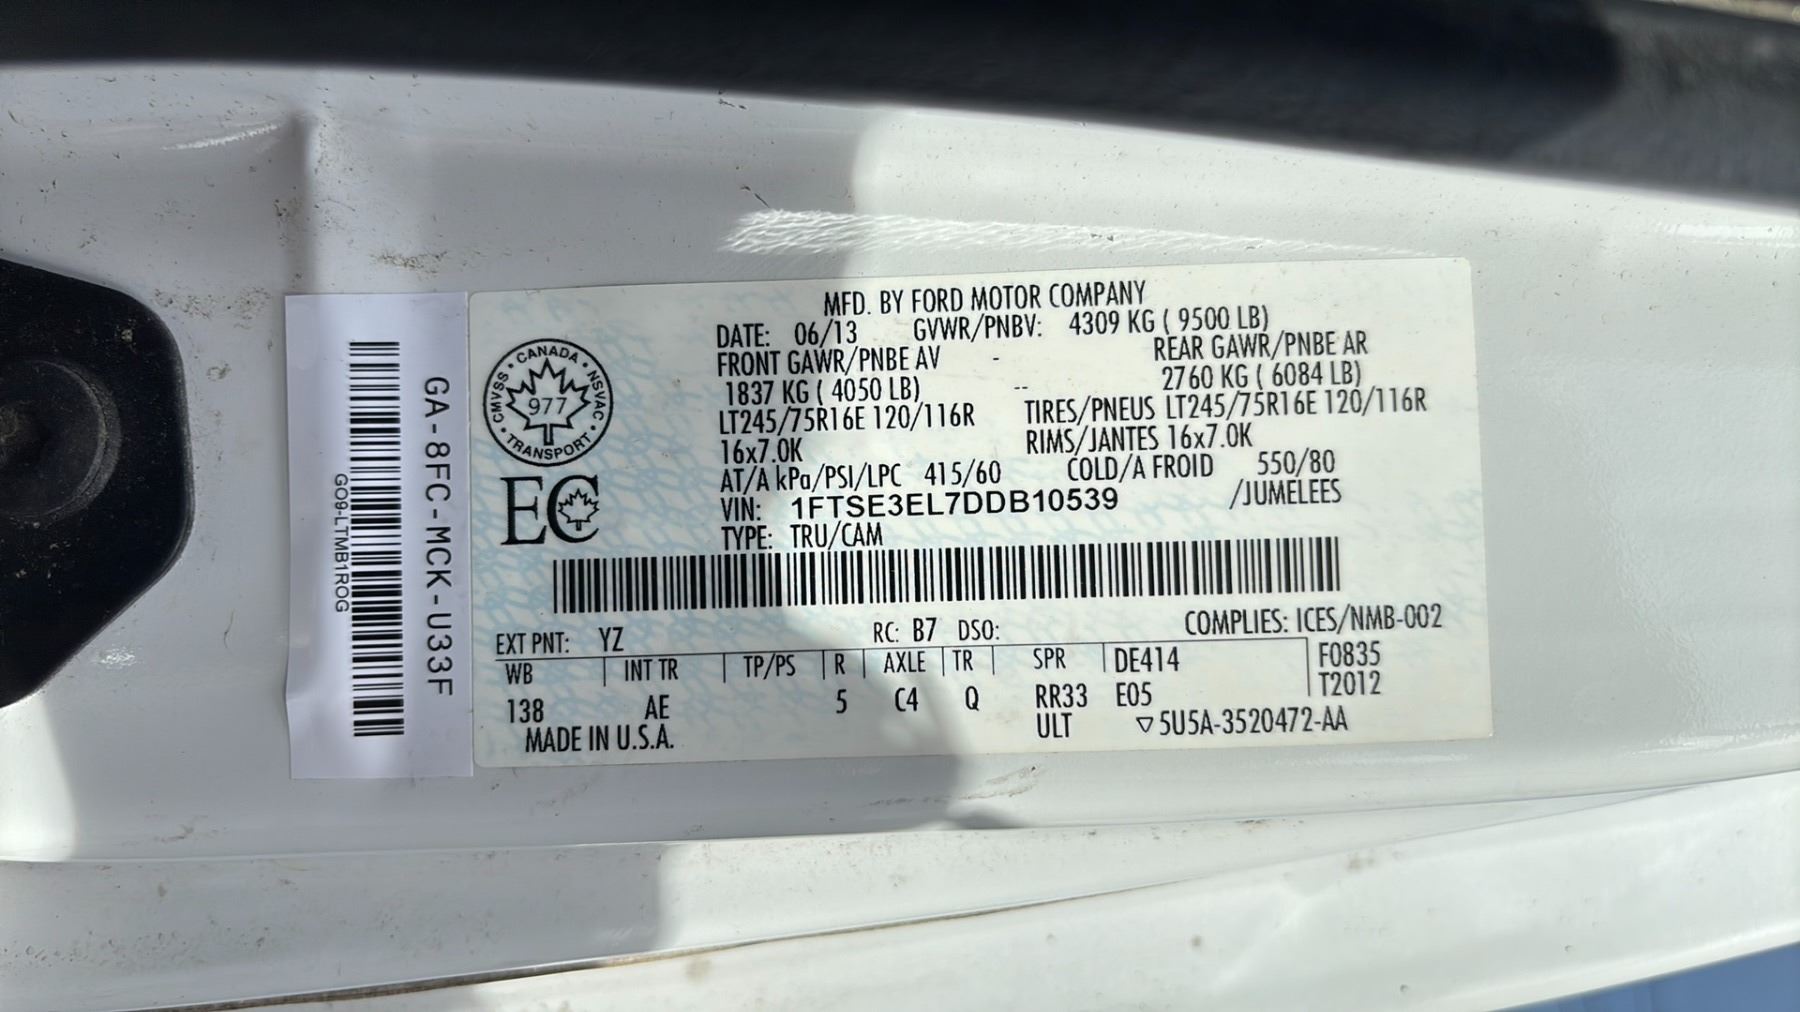 GA-8FC-MCK-U33F
GO9-LTMB1ROG
MFD. BY FORD MOTOR COMPANY
DATE: 06/13 GVWR/PNBV: 4309 KG ( 9500 LB)
FRONT GAWR/PNBE AV - REAR GAWR/PNBE AR
1837 KG ( 4050 LB) -- 2760 KG ( 6084 LB)
LT245/75R16E 120/116R TIRES/PNEUS LT245/75R16E 120/116R
16x7.0K RIMS/JANTES 16x7.0K
AT/A kPa/PSI/LPC 415/60 COLD/A FROID 550/80
VIN: 1FTSE3EL7DDB10539 /JUMELEES
TYPE: TRU/CAM
CANADA
CMVSS NSVAC
977
TRANSPORT
EC
EXT PNT: YZ RC: B7 DSO: COMPLIES: ICES/NMB-002
WB INT TR TP/PS R AXLE TR SPR DE414 F0835
138 AE 5 C4 Q RR33 E05 T2012
MADE IN U.S.A. ULT ▽5U5A-3520472-AA